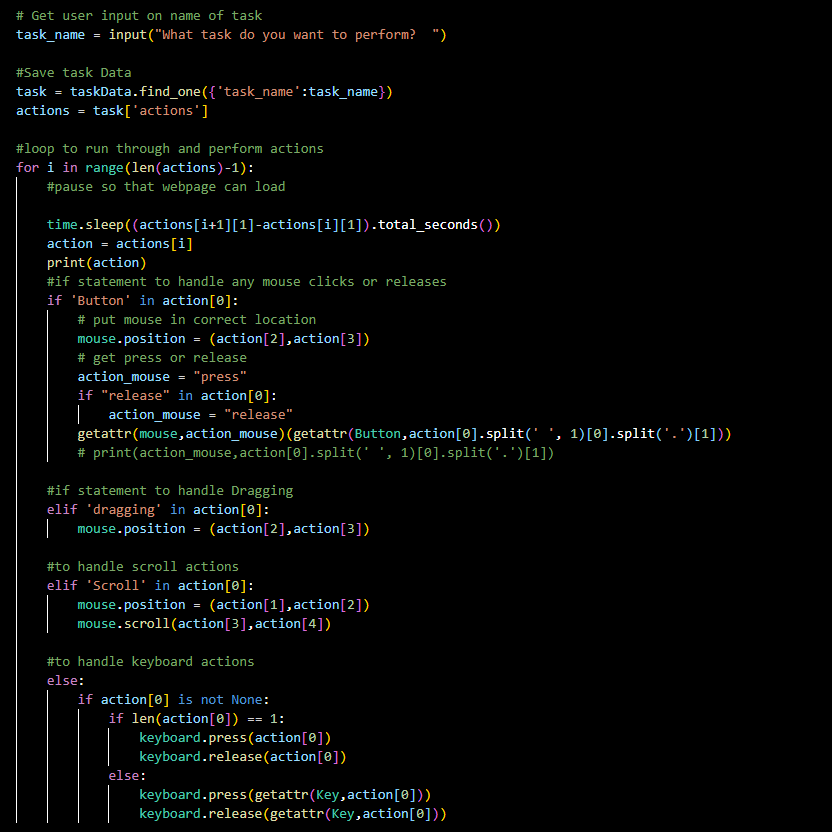 # Get user input on name of task
task_name = input("What task do you want to perform?  ")

#Save task Data
task = taskData.find_one({'task_name':task_name})
actions = task['actions']

#loop to run through and perform actions
for i in range(len(actions)-1):
    #pause so that webpage can load

    time.sleep((actions[i+1][1]-actions[i][1]).total_seconds())
    action = actions[i]
    print(action)
    #if statement to handle any mouse clicks or releases
    if 'Button' in action[0]:
        # put mouse in correct location
        mouse.position = (action[2],action[3])
        # get press or release
        action_mouse = "press"
        if "release" in action[0]:
            action_mouse = "release"
        getattr(mouse,action_mouse)(getattr(Button,action[0].split(' ', 1)[0].split('.')[1]))
        # print(action_mouse,action[0].split(' ', 1)[0].split('.')[1])

    #if statement to handle Dragging
    elif 'dragging' in action[0]:
        mouse.position = (action[2],action[3])

    #to handle scroll actions
    elif 'Scroll' in action[0]:
        mouse.position = (action[1],action[2])
        mouse.scroll(action[3],action[4])

    #to handle keyboard actions
    else:
        if action[0] is not None:
            if len(action[0]) == 1:
                keyboard.press(action[0])
                keyboard.release(action[0])
            else:
                keyboard.press(getattr(Key,action[0]))
                keyboard.release(getattr(Key,action[0]))